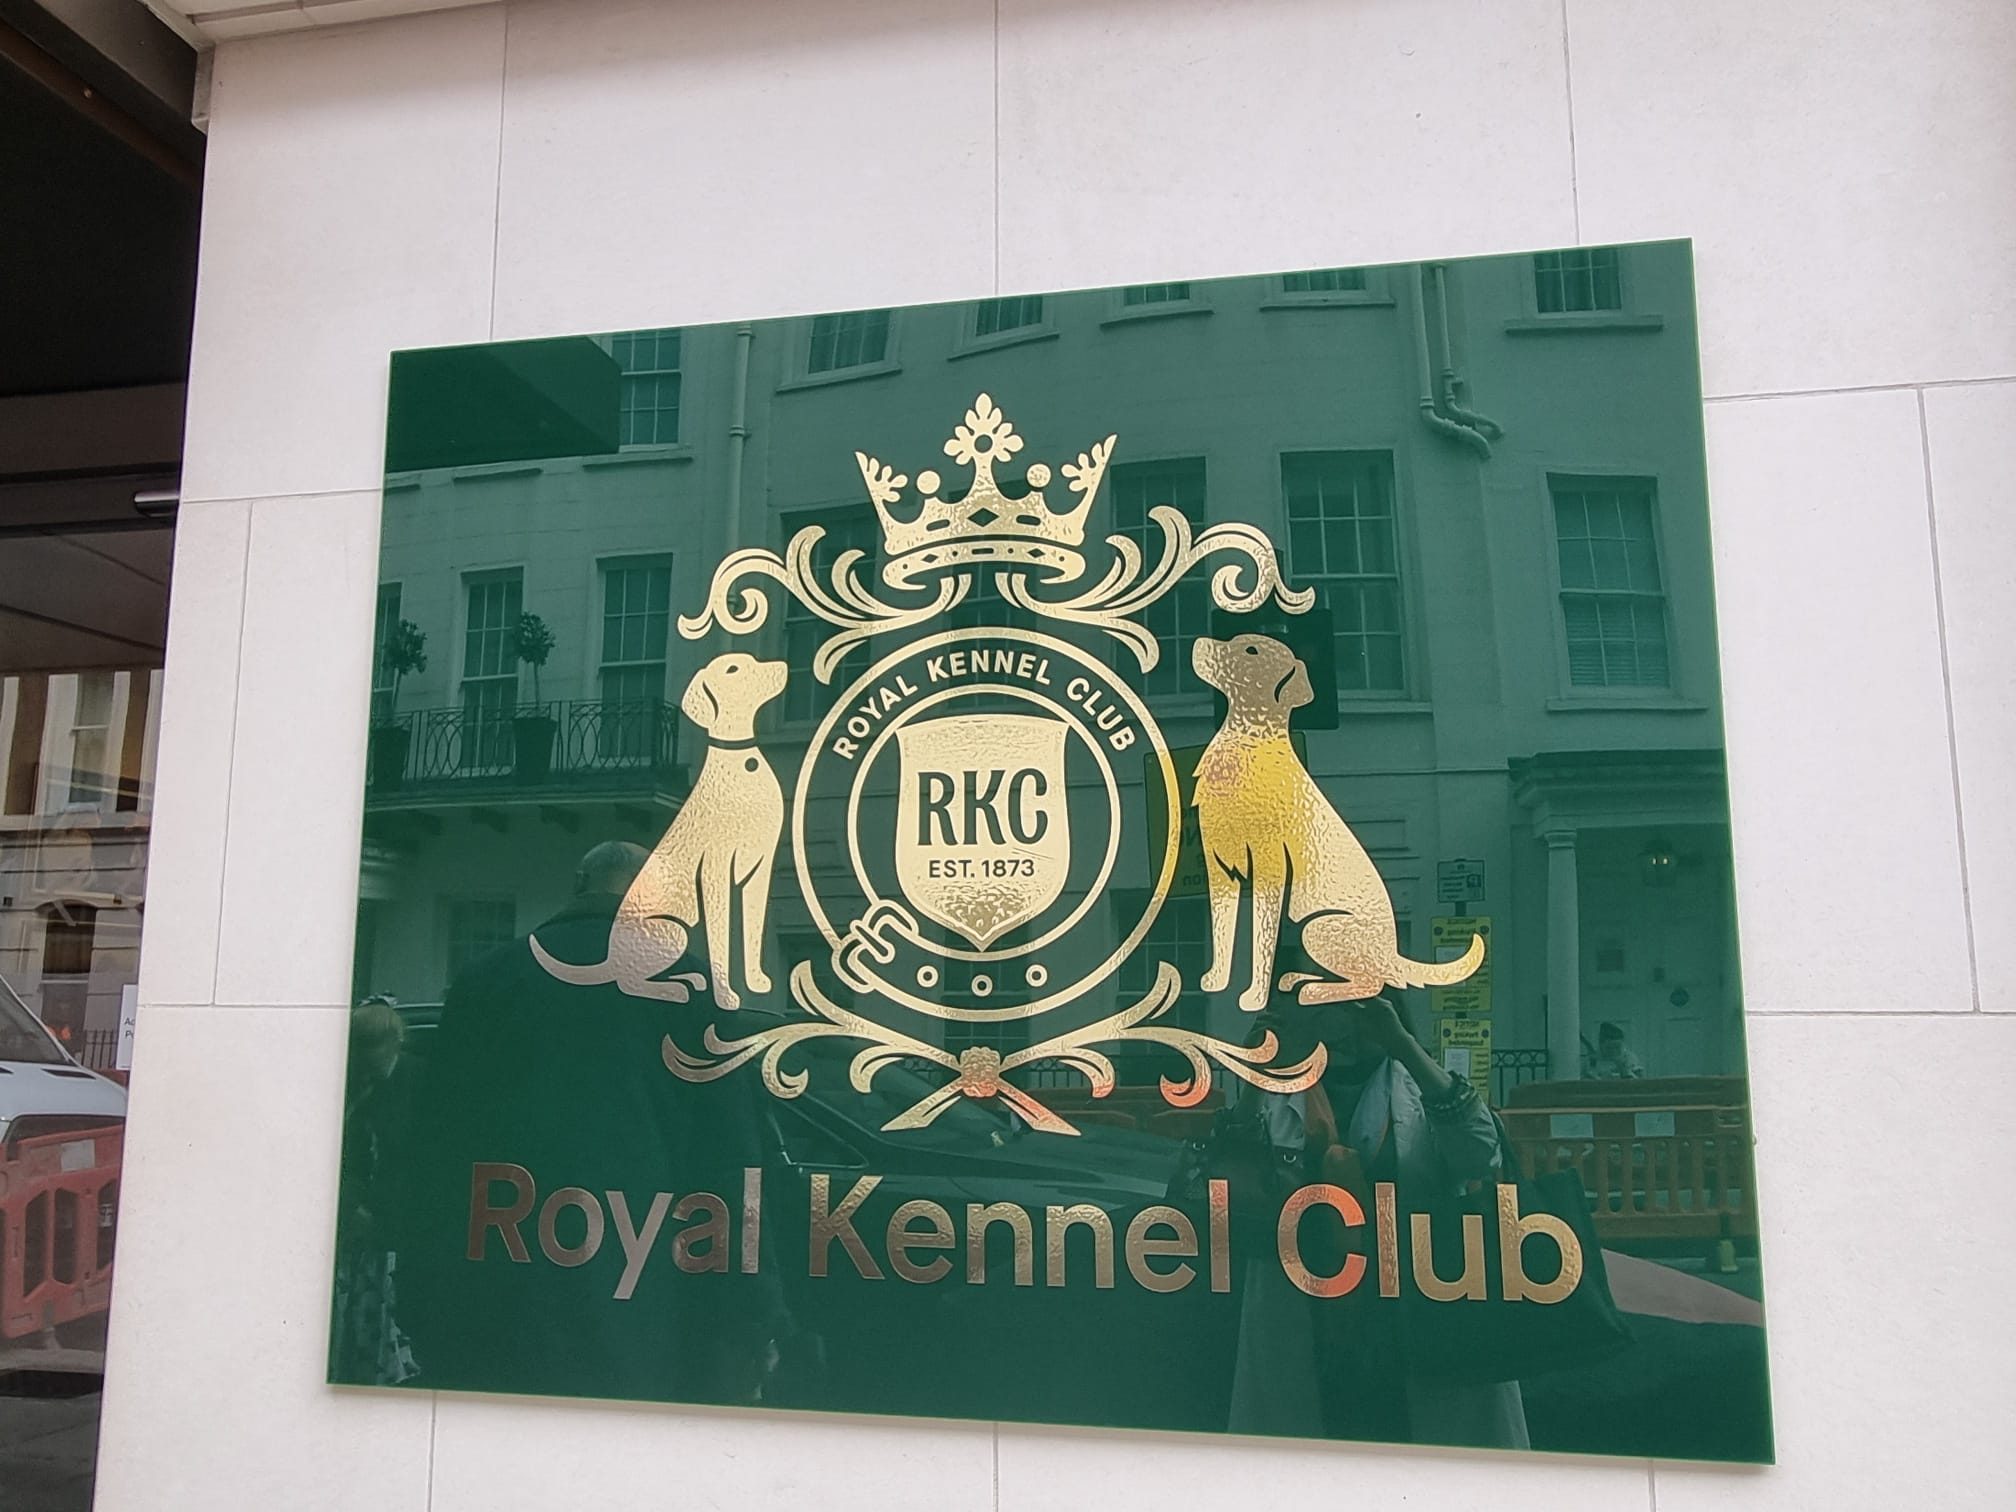 ROYAL KENNEL CLUB
RKC
EST. 1873
Royal Kennel Club